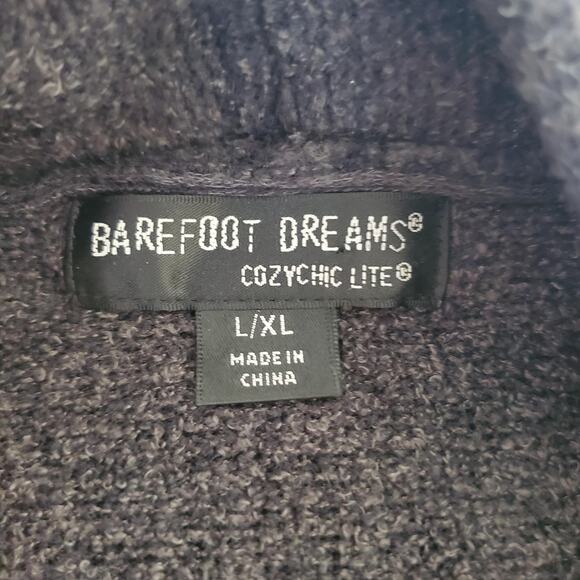 BAREFOOT DREAMS®
COZYCHIC LITE®
L/XL
MADE IN
CHINA